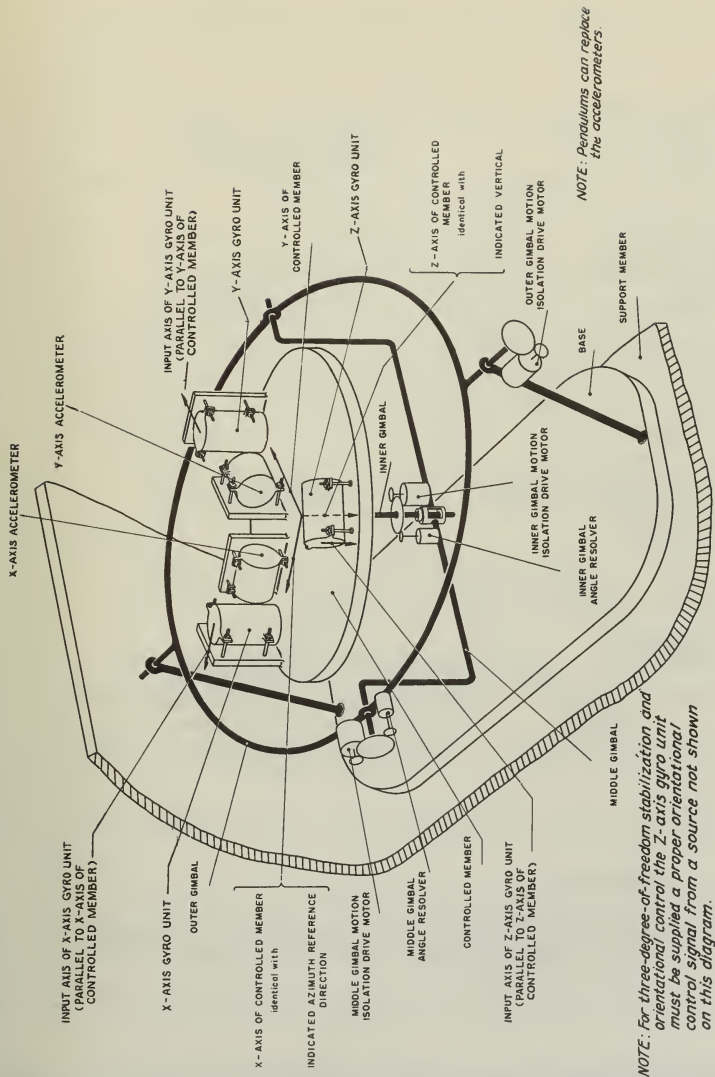 X-AXIS ACCELEROMETER
Y-AXIS ACCELEROMETER
INPUT AXIS OF X-AXIS GYRO UNIT
(PARALLEL TO X-AXIS OF
CONTROLLED MEMBER)
X-AXIS GYRO UNIT
OUTER GIMBAL
X-AXIS OF CONTROLLED MEMBER
identical with
INDICATED AZIMUTH REFERENCE
DIRECTION
MIDDLE GIMBAL MOTION
ISOLATION DRIVE MOTOR
MIDDLE GIMBAL
ANGLE RESOLVER
CONTROLLED MEMBER
INPUT AXIS OF Z-AXIS GYRO UNIT
(PARALLEL TO Z-AXIS OF
CONTROLLED MEMBER)
MIDDLE GIMBAL
INPUT AXIS OF Y-AXIS GYRO UNIT
(PARALLEL TO Y-AXIS OF
CONTROLLED MEMBER)
Y-AXIS GYRO UNIT
Y-AXIS OF
CONTROLLED MEMBER
Z-AXIS GYRO UNIT
Z-AXIS OF CONTROLLED
MEMBER
identical with
INDICATED VERTICAL
INNER GIMBAL
OUTER GIMBAL MOTION
ISOLATION DRIVE MOTOR
BASE
SUPPORT MEMBER
INNER GIMBAL MOTION
ISOLATION DRIVE MOTOR
INNER GIMBAL
ANGLE RESOLVER
NOTE: Pendulums can replace
the accelerometers.
NOTE: For three-degree-of-freedom stabilization and
orientational control the Z-axis gyro unit
must be supplied a proper orientational
control signal from a source not shown
on this diagram.